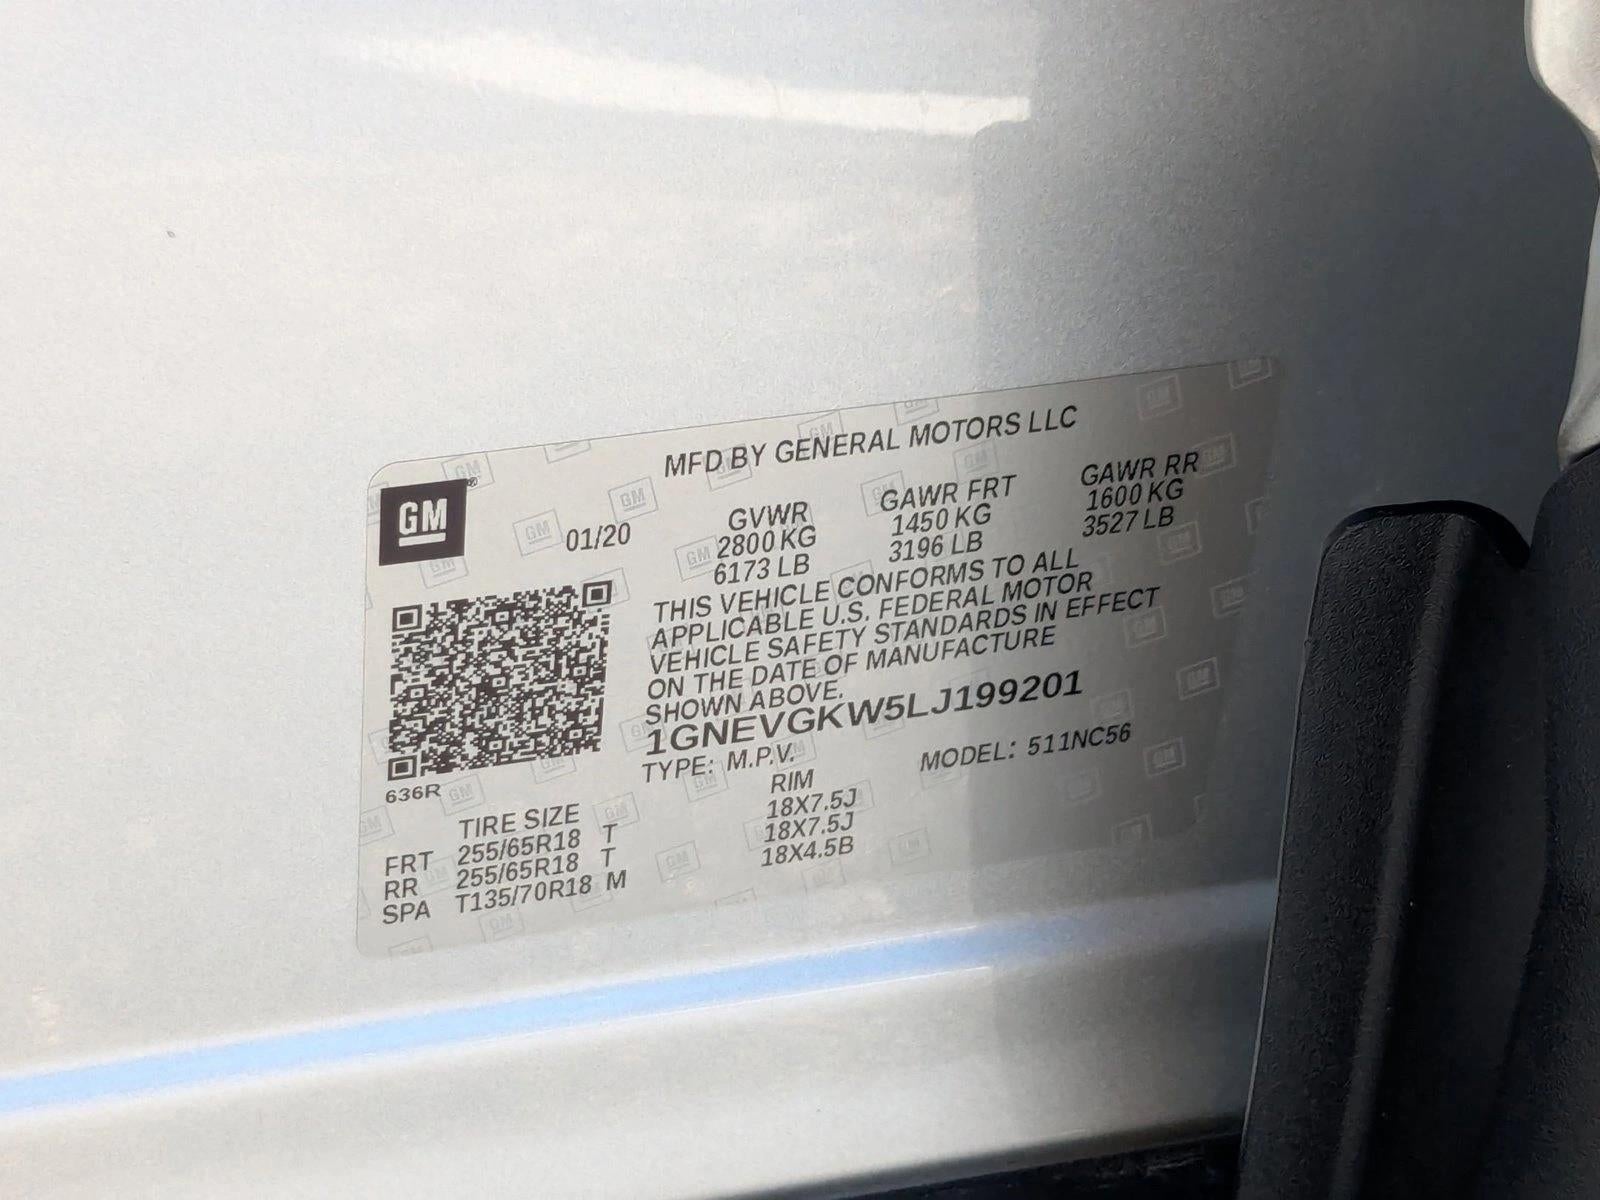 MFD BY GENERAL MOTORS LLC
GM ®
01/20
GVWR GAWR FRT GAWR RR
2800 KG 1450 KG 1600 KG
6173 LB 3196 LB 3527 LB
THIS VEHICLE CONFORMS TO ALL
APPLICABLE U.S. FEDERAL MOTOR
VEHICLE SAFETY STANDARDS IN EFFECT
ON THE DATE OF MANUFACTURE
SHOWN ABOVE.
1GNEVGKW5LJ199201
TYPE: M.P.V. MODEL: 511NC56
636R
TIRE SIZE RIM
FRT 255/65R18 T 18X7.5J
RR 255/65R18 T 18X7.5J
SPA T135/70R18 M 18X4.5B